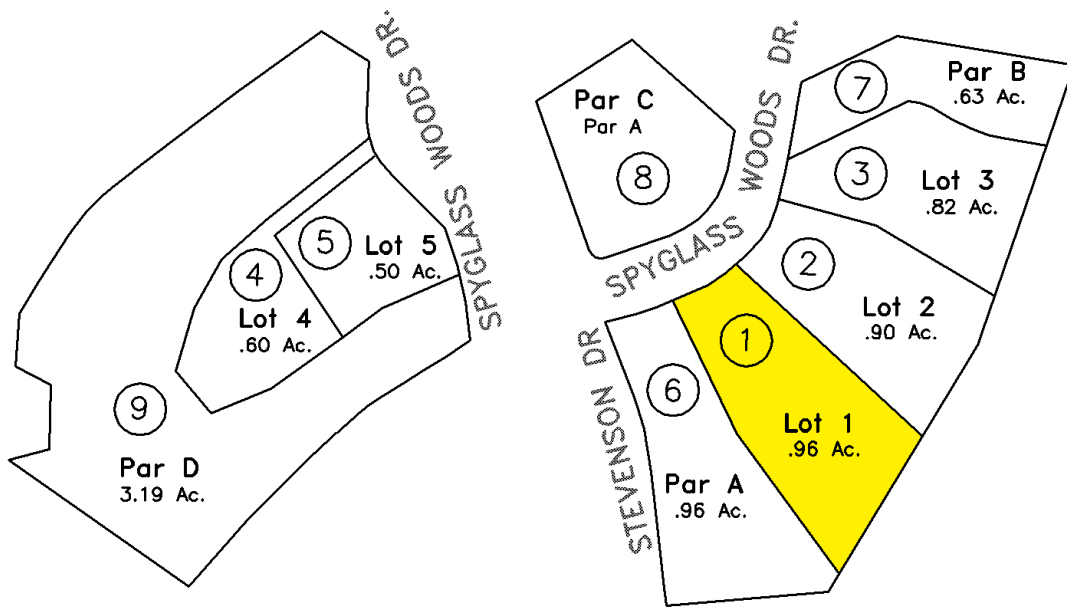 SPYGLASS WOODS DR.
5
Lot 5
.50 Ac.
4
Lot 4
.60 Ac.
9
Par D
3.19 Ac.
Par C
Par A
8
SPYGLASS WOODS DR.
7
Par B
.63 Ac.
3
Lot 3
.82 Ac.
2
Lot 2
.90 Ac.
1
Lot 1
.96 Ac.
6
Par A
.96 Ac.
STEVENSON DR